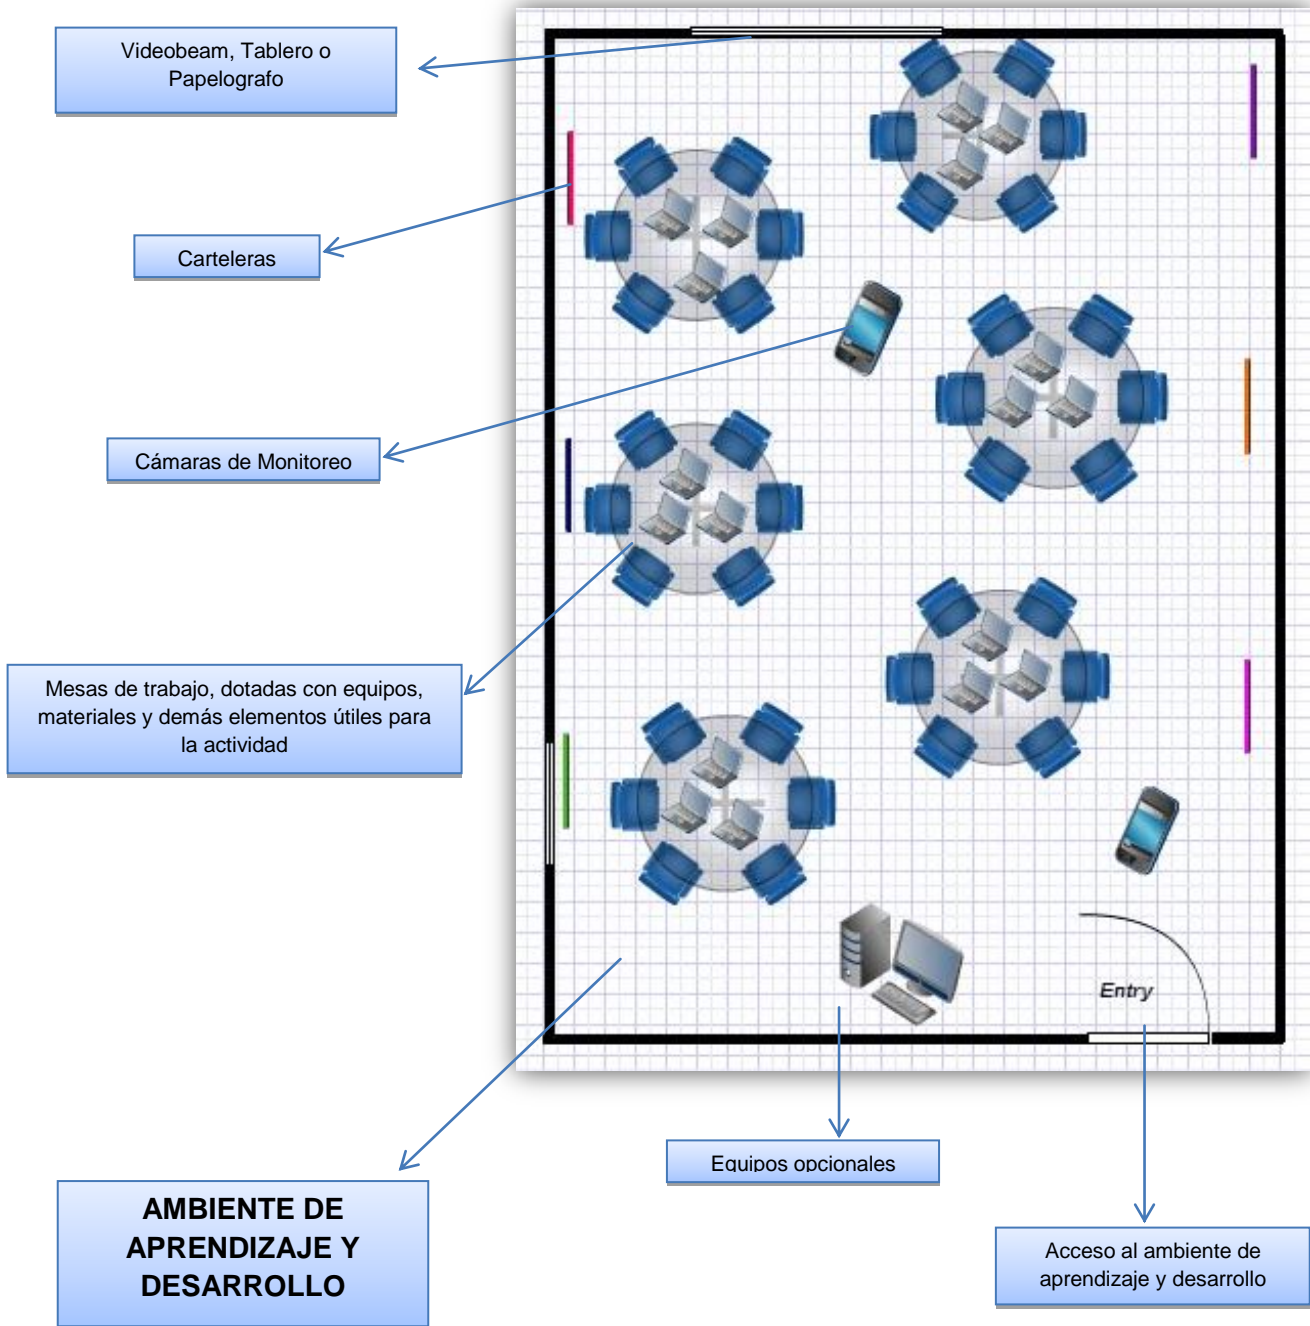 Videobeam, Tablero o
Papelografo
Carteleras
Cámaras de Monitoreo
Mesas de trabajo, dotadas con equipos,
materiales y demás elementos útiles para
la actividad
Entry
Equipos opcionales
AMBIENTE DE
APRENDIZAJE Y
DESARROLLO
Acceso al ambiente de
aprendizaje y desarrollo